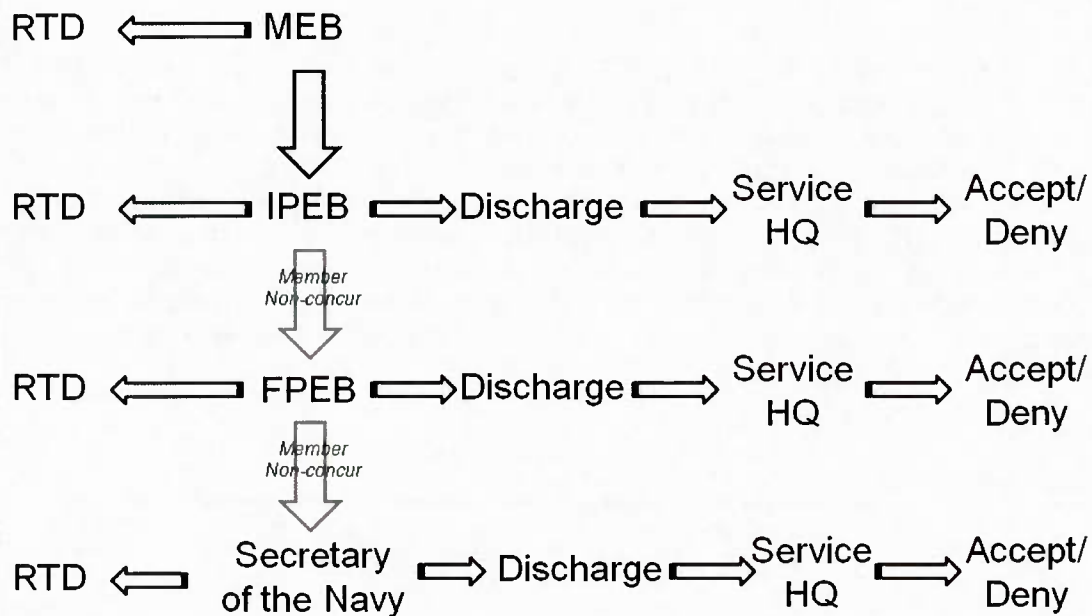 RTD MEB
RTD IPEB Discharge Service HQ Accept/ Deny
Member
Non-concur
RTD FPEB Discharge Service HQ Accept/ Deny
Member
Non-concur
RTD Secretary of the Navy Discharge Service HQ Accept/ Deny